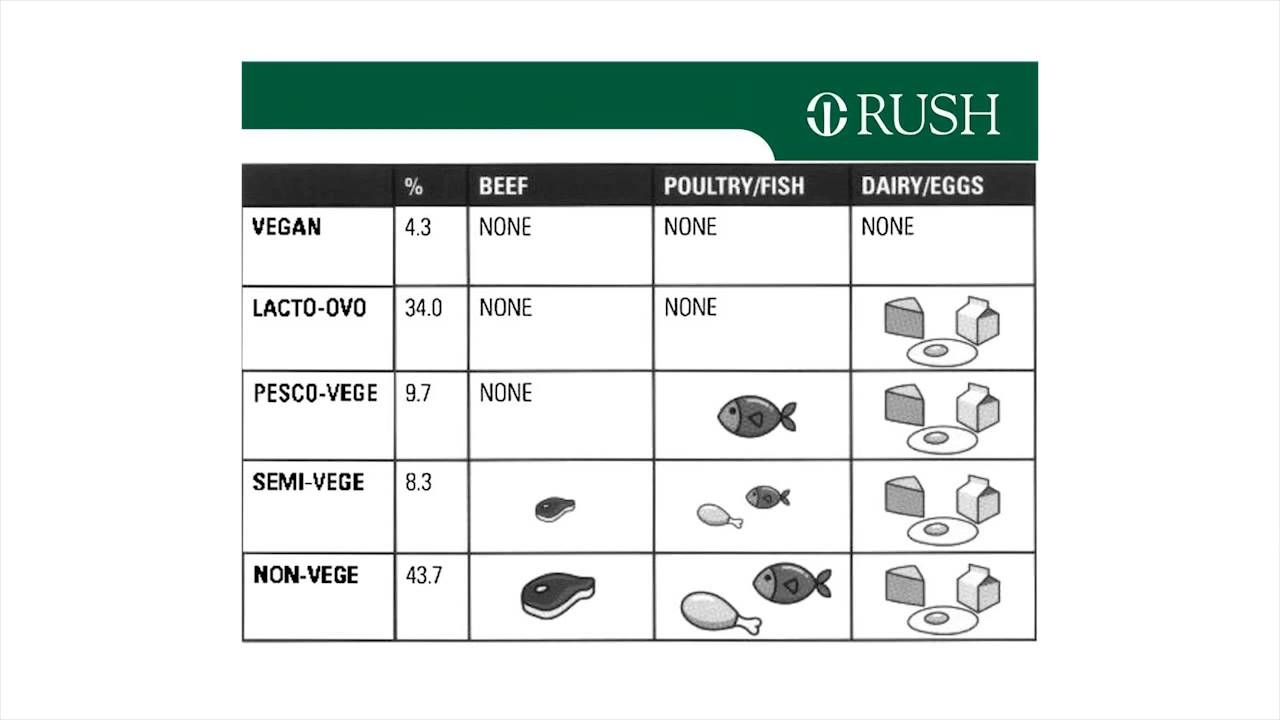 RUSH
% BEEF POULTRY/FISH DAIRY/EGGS
VEGAN 4.3 NONE NONE NONE
LACTO-OVO 34.0 NONE NONE
PESCO-VEGE 9.7 NONE
SEMI-VEGE 8.3
NON-VEGE 43.7